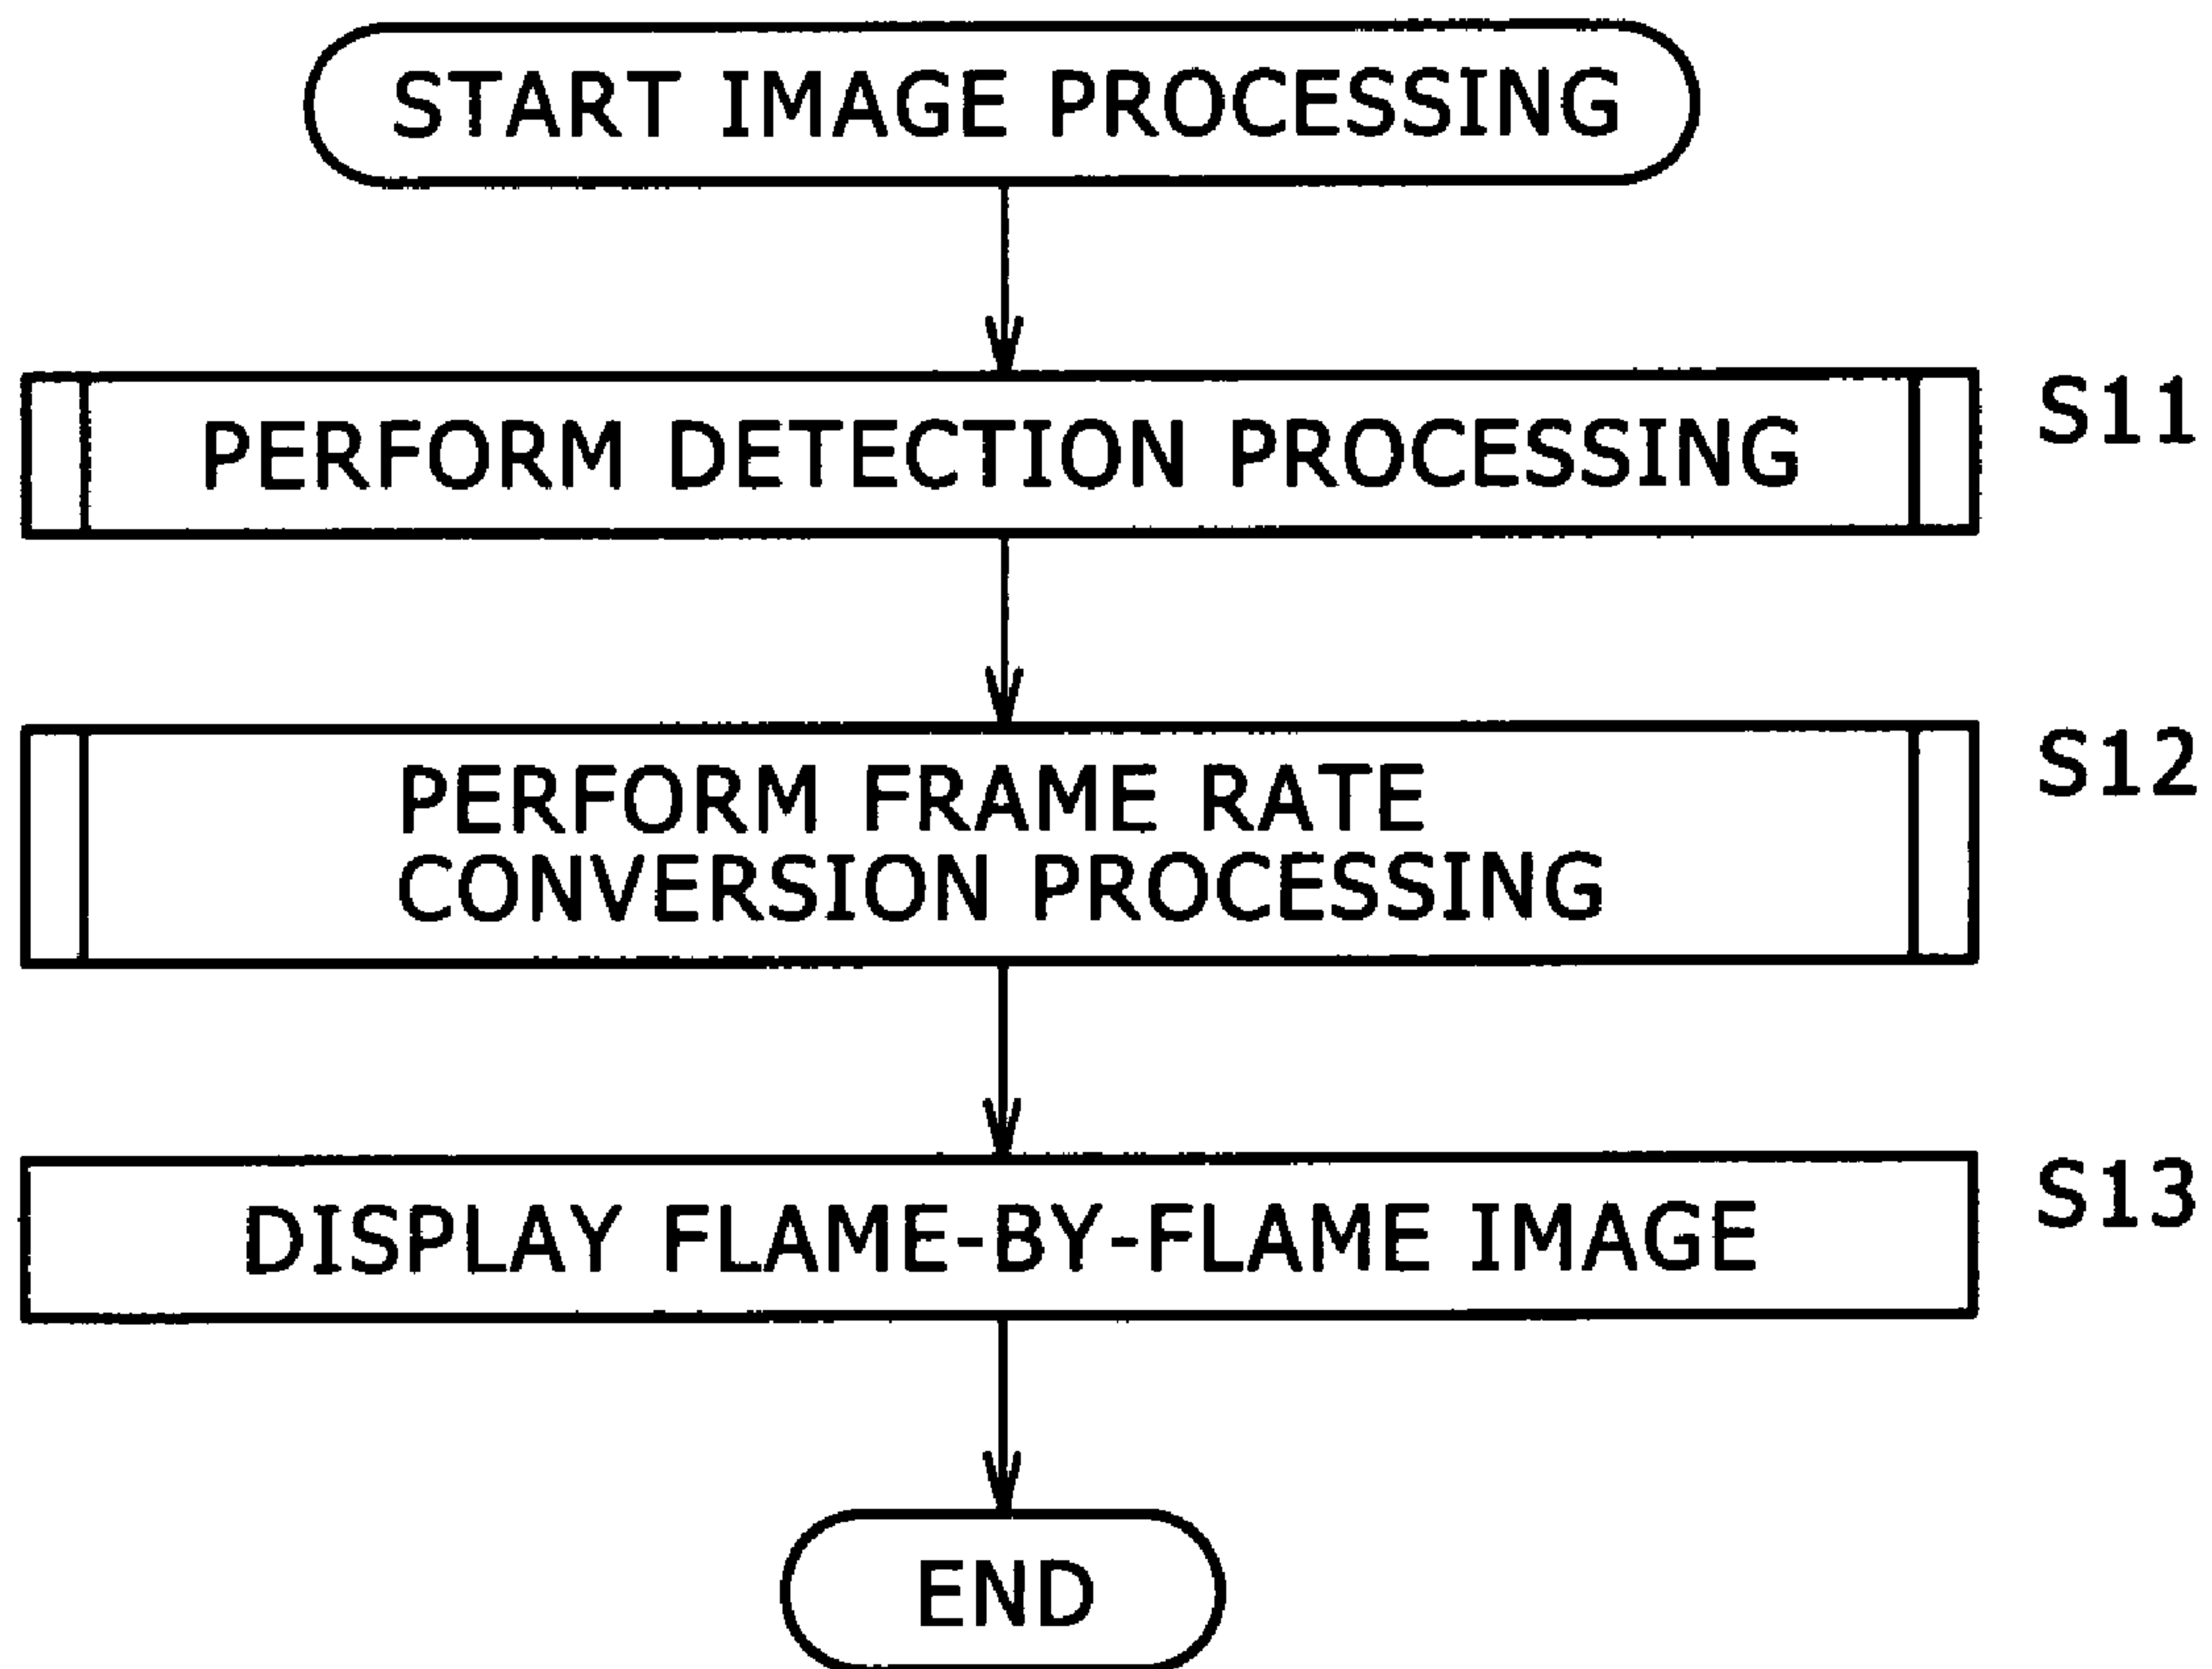 START IMAGE PROCESSING
PERFORM DETECTION PROCESSING
S11
PERFORM FRAME RATE
CONVERSION PROCESSING
S12
DISPLAY FLAME-BY-FLAME IMAGE
S13
END